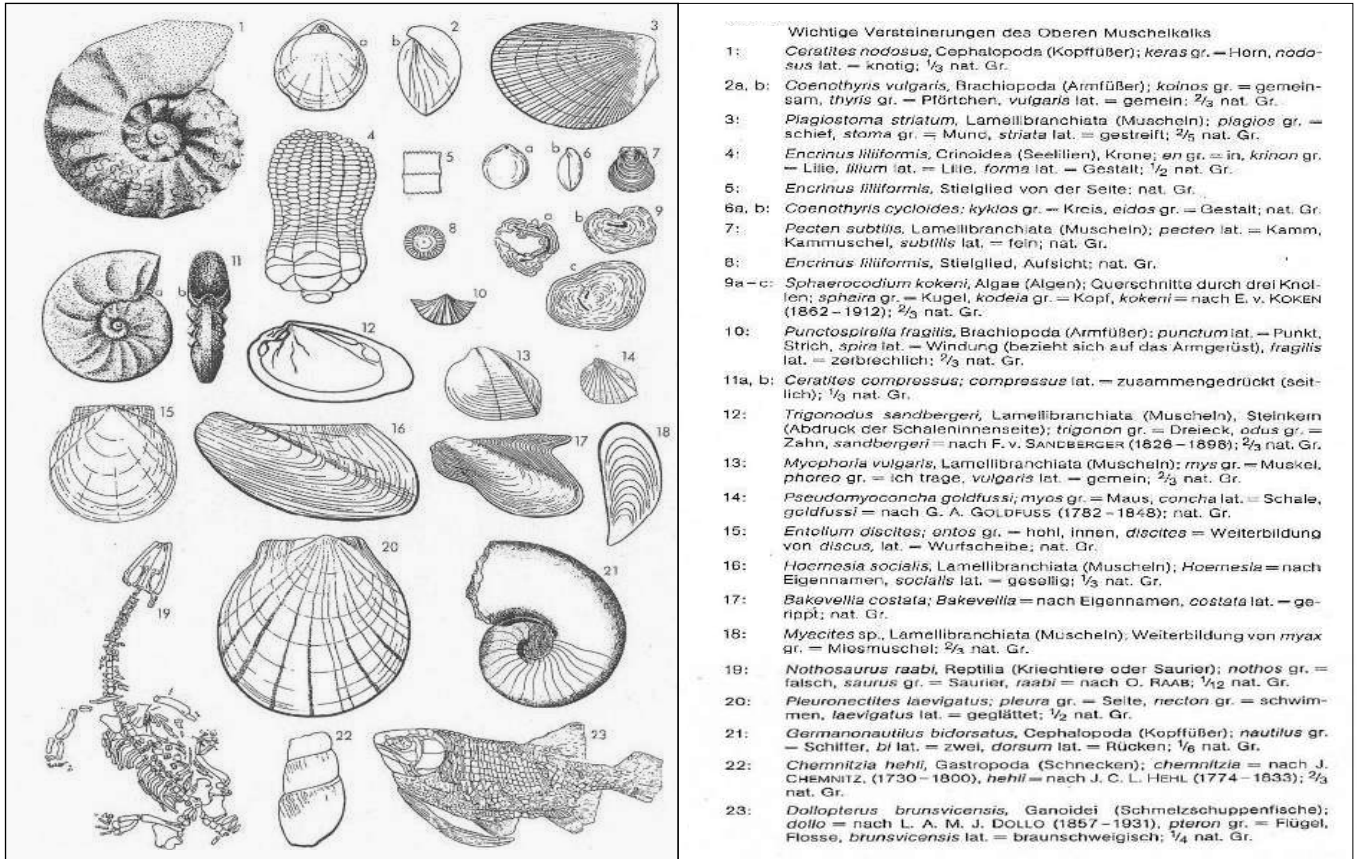 1
a
b
2
3
4
5
a
b
6
7
8
a
b
9
c
10
a
b
11
12
13
14
15
16
17
18
19
20
21
22
23
Wichtige Versteinerungen des Oberen Muschelkalks
1: Ceratites nodosus, Cephalopoda (Kopffüßer); keras gr. = Horn, nodo-
sus lat. = knotig; 1/3 nat. Gr.
2a, b: Coenothyris vulgaris, Brachiopoda (Armfüßer); koinos gr. = gemein-
sam, thyris gr. = Pförtchen, vulgaris lat. = gemein; 2/3 nat. Gr.
3: Plagiostoma striatum, Lamellibranchiata (Muscheln); plagios gr. =
schief, stoma gr. = Mund, striata lat. = gestreift; 2/5 nat. Gr.
4: Encrinus liliiformis, Crinoidea (Seelilien), Krone; en gr. = in, krinon gr.
= Lilie, lilium lat. = Lilie, forma lat. = Gestalt; 1/2 nat. Gr.
5: Encrinus liliiformis, Stielglied von der Seite; nat. Gr.
6a, b: Coenothyris cycloides; kyklos gr. = Kreis, eidos gr. = Gestalt; nat. Gr.
7: Pecten subtilis, Lamellibranchiata (Muscheln); pecten lat. = Kamm,
Kammuschel, subtilis lat. = fein; nat. Gr.
8: Encrinus liliiformis, Stielglied, Aufsicht; nat. Gr.
9a–c: Sphaerocodium kokeni, Algae (Algen); Querschnitte durch drei Knol-
len; sphaira gr. = Kugel, kodeia gr. = Kopf, kokeni = nach E. v. KOKEN
(1862–1912); 2/3 nat. Gr.
10: Punctospirella fragilis, Brachiopoda (Armfüßer); punctum lat. = Punkt,
Strich, spira lat. = Windung (bezieht sich auf das Armgerüst), fragilis
lat. = zerbrechlich; 2/3 nat. Gr.
11a, b: Ceratites compressus; compressus lat. = zusammengedrückt (seit-
lich); 1/3 nat. Gr.
12: Trigonodus sandbergeri, Lamellibranchiata (Muscheln), Steinkern
(Abdruck der Schaleninnenseite); trigonon gr. = Dreieck, odus gr. =
Zahn, sandbergeri = nach F. v. SANDBERGER (1826–1898); 2/3 nat. Gr.
13: Myophoria vulgaris, Lamellibranchiata (Muscheln); mys gr. = Muskel,
phoreo gr. = ich trage, vulgaris lat. = gemein; 2/3 nat. Gr.
14: Pseudomyoconcha goldfussi; myos gr. = Maus, concha lat. = Schale,
goldfussi = nach G. A. GOLDFUSS (1782–1848); nat. Gr.
15: Entolium discites; entos gr. = hohl, innen, discites = Weiterbildung
von discus, lat. = Wurfscheibe; nat. Gr.
16: Hoernesia socialis, Lamellibranchiata (Muscheln); Hoernesia = nach
Eigennamen, socialis lat. = gesellig; 1/3 nat. Gr.
17: Bakevellia costata; Bakevellia = nach Eigennamen, costata lat. = ge-
rippt; nat. Gr.
18: Myacites sp., Lamellibranchiata (Muscheln); Weiterbildung von myax
gr. = Miesmuschel; 2/3 nat. Gr.
19: Nothosaurus raabi, Reptilia (Kriechtiere oder Saurier); nothos gr. =
falsch, saurus gr. = Saurier, raabi = nach O. RAAB; 1/12 nat. Gr.
20: Pleuronectites laevigatus; pleura gr. = Seite, necton gr. = schwim-
men, laevigatus lat. = geglättet; 1/2 nat. Gr.
21: Germanonautilus bidorsatus, Cephalopoda (Kopffüßer); nautilus gr.
= Schiffer, bi lat. = zwei, dorsum lat. = Rücken; 1/6 nat. Gr.
22: Chemnitzia hehlii, Gastropoda (Schnecken); chemnitzia = nach J.
CHEMNITZ, (1730–1800), hehlii = nach J. C. L. HEHL (1774–1833); 2/3
nat. Gr.
23: Dollopterus brunsvicensis, Ganoidei (Schmelzschuppenfische);
dollo = nach L. A. M. J. DOLLO (1857–1931), pteron gr. = Flügel,
Flosse, brunsvicensis lat. = braunschweigisch; 1/4 nat. Gr.